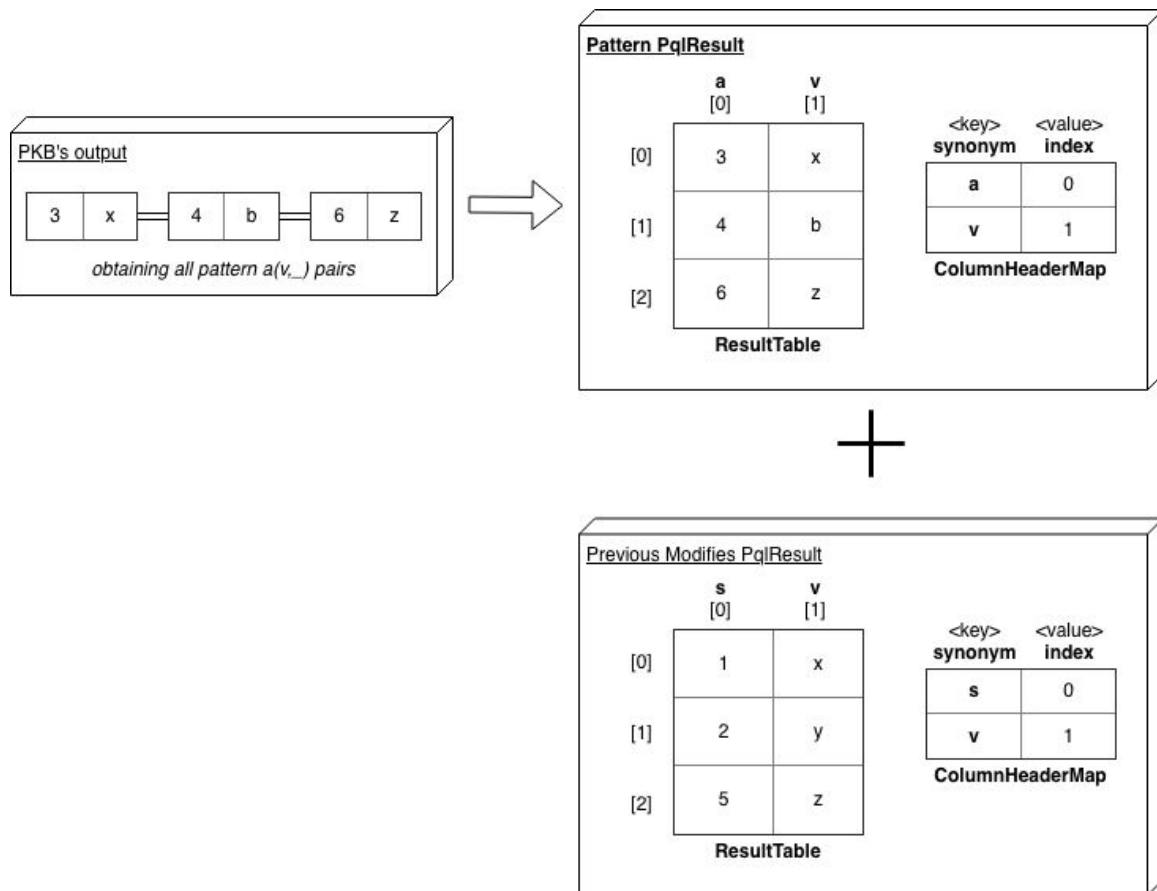 PKB's output
3 x 4 b 6 z
obtaining all pattern a(v,_) pairs
Pattern PqlResult
a v
[0] [1]
[0] 3 x
[1] 4 b
[2] 6 z
ResultTable
<key> <value>
synonym index
a 0
v 1
ColumnHeaderMap
Previous Modifies PqlResult
s v
[0] [1]
[0] 1 x
[1] 2 y
[2] 5 z
ResultTable
<key> <value>
synonym index
s 0
v 1
ColumnHeaderMap